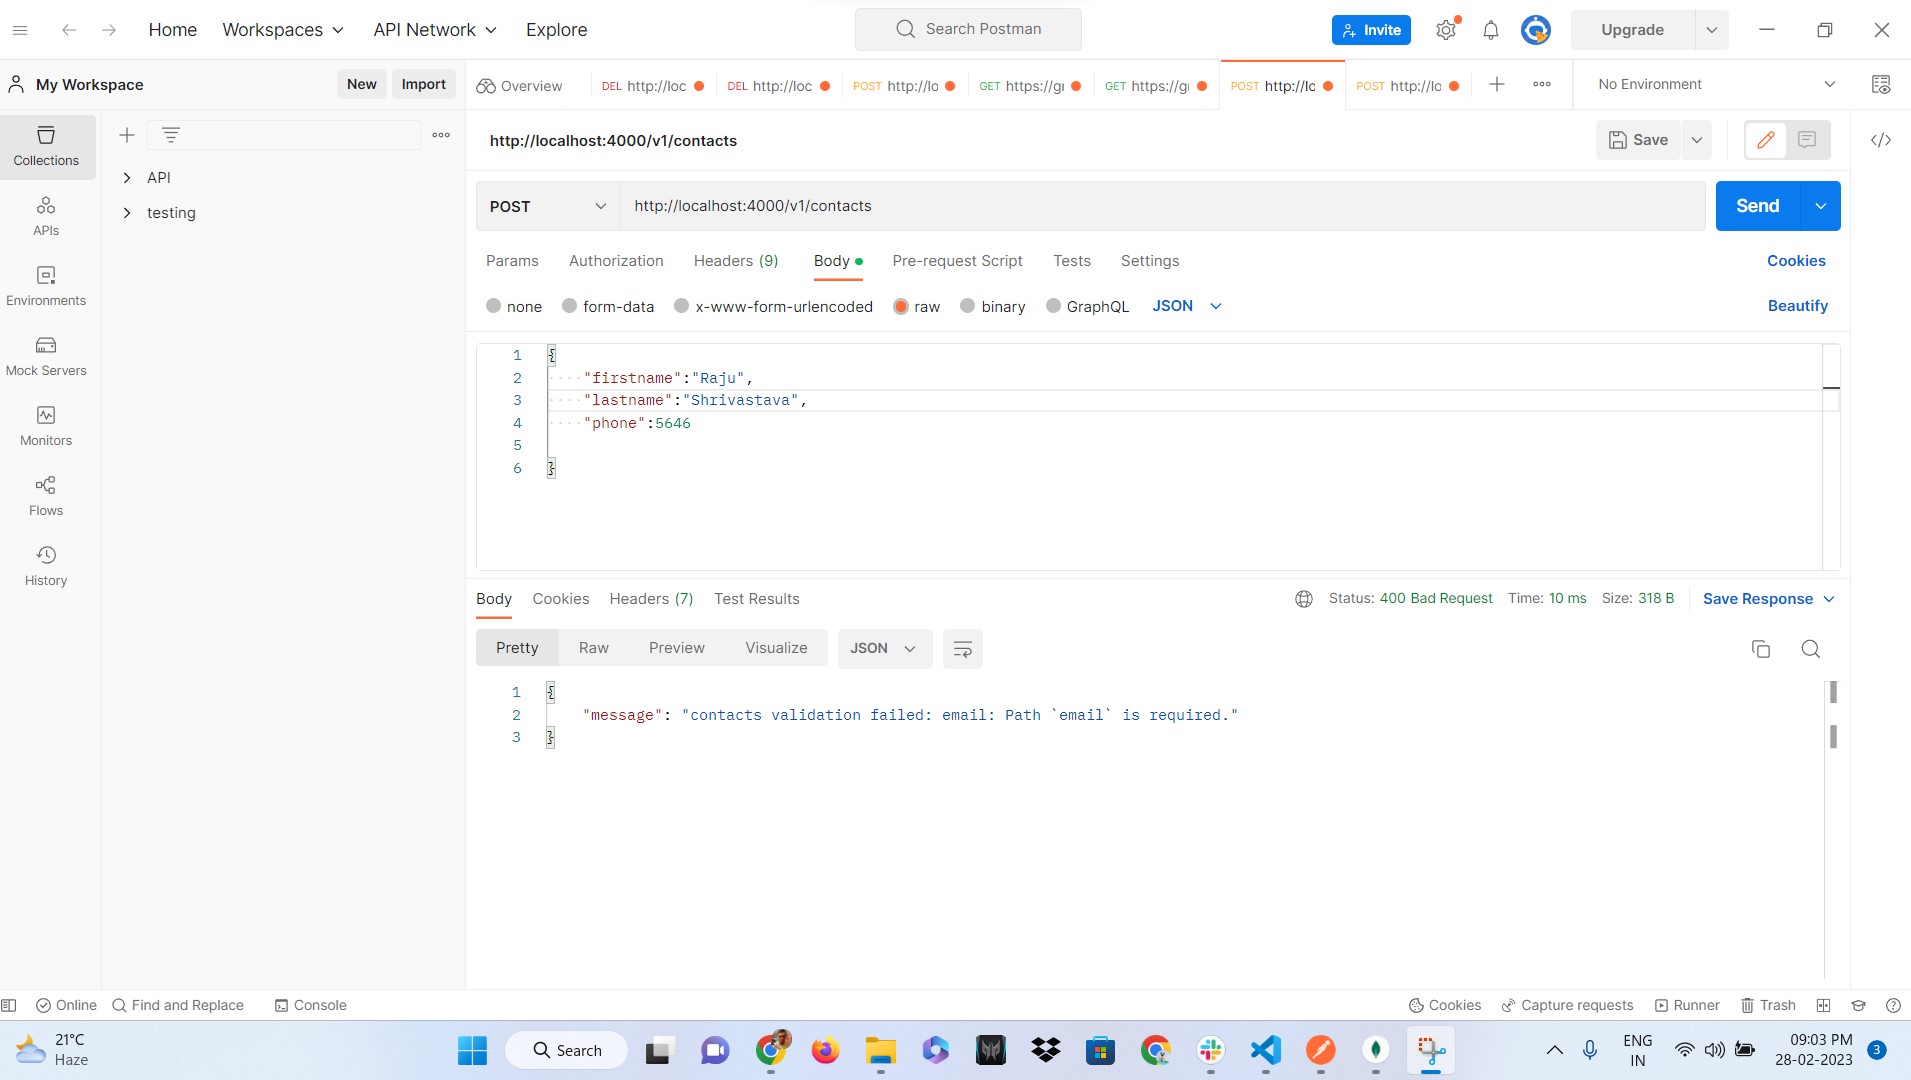 Home Workspaces API Network Explore Search Postman Invite Upgrade
My Workspace New Import Overview DEL http://loc DEL http://loc POST http://lo GET https://gi GET https://gi POST http://lc POST http://lo No Environment
Collections
APIs
Environments
Mock Servers
Monitors
Flows
History
API
testing
http://localhost:4000/v1/contacts Save
POST http://localhost:4000/v1/contacts Send
Params Authorization Headers (9) Body Pre-request Script Tests Settings Cookies
none form-data x-www-form-urlencoded raw binary GraphQL JSON Beautify
1 {
2 "firstname":"Raju",
3 "lastname":"Shrivastava",
4 "phone":5646
5
6 }
Body Cookies Headers (7) Test Results Status: 400 Bad Request Time: 10 ms Size: 318 B Save Response
Pretty Raw Preview Visualize JSON
1 {
2 "message": "contacts validation failed: email: Path `email` is required."
3 }
Online Find and Replace Console Cookies Capture requests Runner Trash
21°C
Haze
Search
ENG
IN
09:03 PM
28-02-2023
3